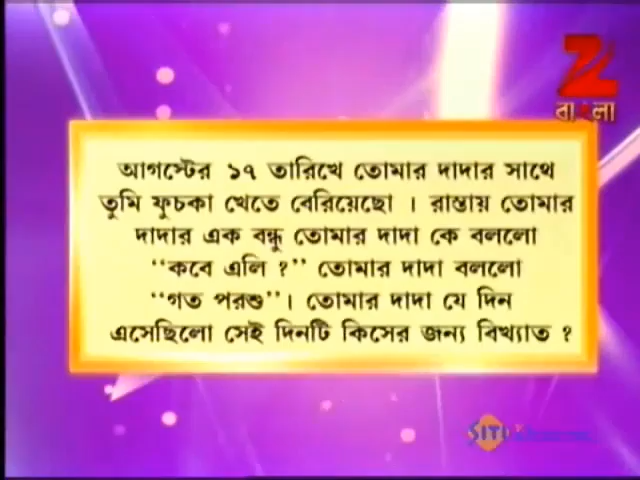 Z
বাংলা
আগস্টের ১৭ তারিখে তোমার দাদার সাথে
তুমি ফুচকা খেতে বেরিয়েছো । রাস্তায় তোমার
দাদার এক বন্ধু তোমার দাদা কে বললো
“কবে এলি ?” তোমার দাদা বললো
“গত পরশু”। তোমার দাদা যে দিন
এসেছিলো সেই দিনটি কিসের জন্য বিখ্যাত ?
SITI